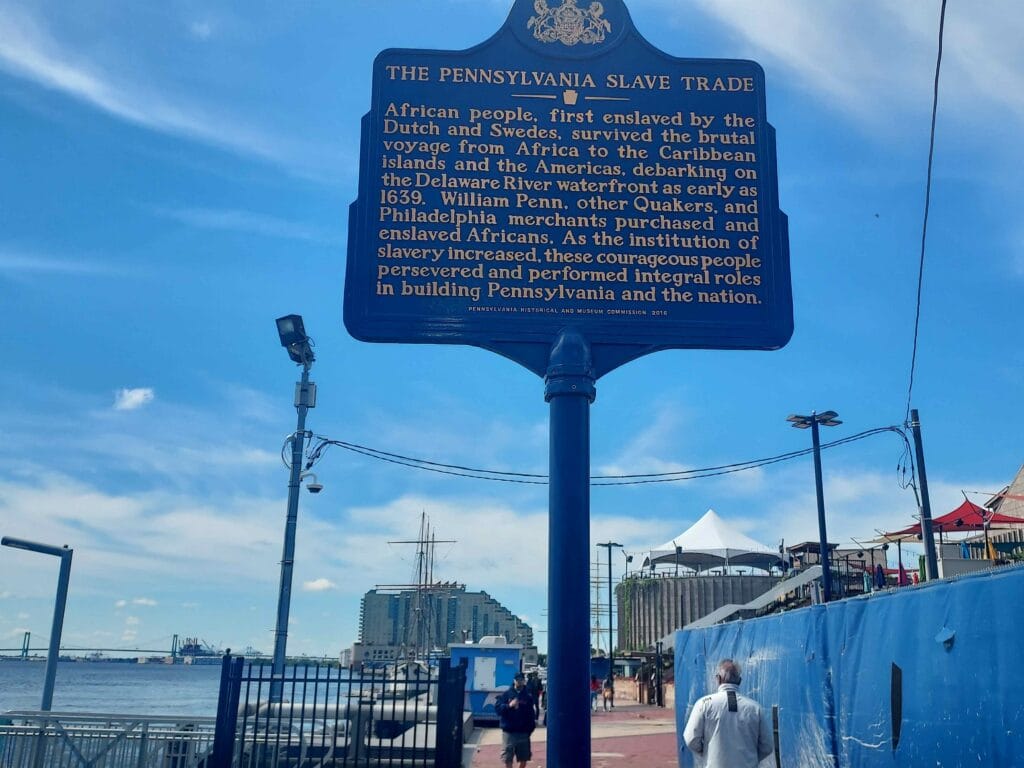 THE PENNSYLVANIA SLAVE TRADE
African people, first enslaved by the
Dutch and Swedes, survived the brutal
voyage from Africa to the Caribbean
islands and the Americas, debarking on
the Delaware River waterfront as early as
1639. William Penn, other Quakers, and
Philadelphia merchants purchased and
enslaved Africans. As the institution of
slavery increased, these courageous people
persevered and performed integral roles
in building Pennsylvania and the nation.
PENNSYLVANIA HISTORICAL AND MUSEUM COMMISSION 2016